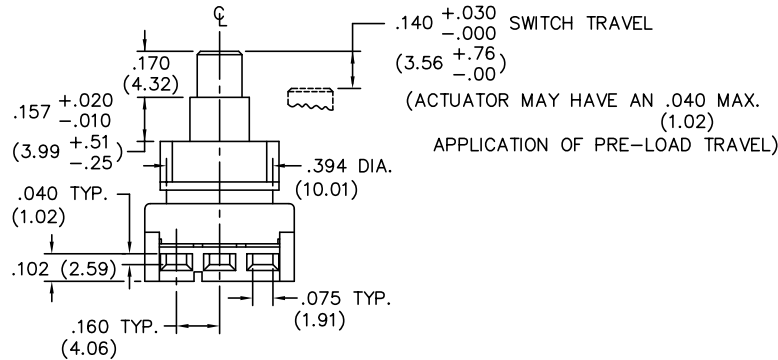 ℄
.140 +.030 -.000 SWITCH TRAVEL
(3.56 +.76 -.00)
(ACTUATOR MAY HAVE AN .040 MAX.
(1.02)
APPLICATION OF PRE-LOAD TRAVEL)
.170
(4.32)
.157 +.020 -.010
(3.99 +.51 -.25)
.394 DIA.
(10.01)
.040 TYP.
(1.02)
.102 (2.59)
.075 TYP.
(1.91)
.160 TYP.
(4.06)